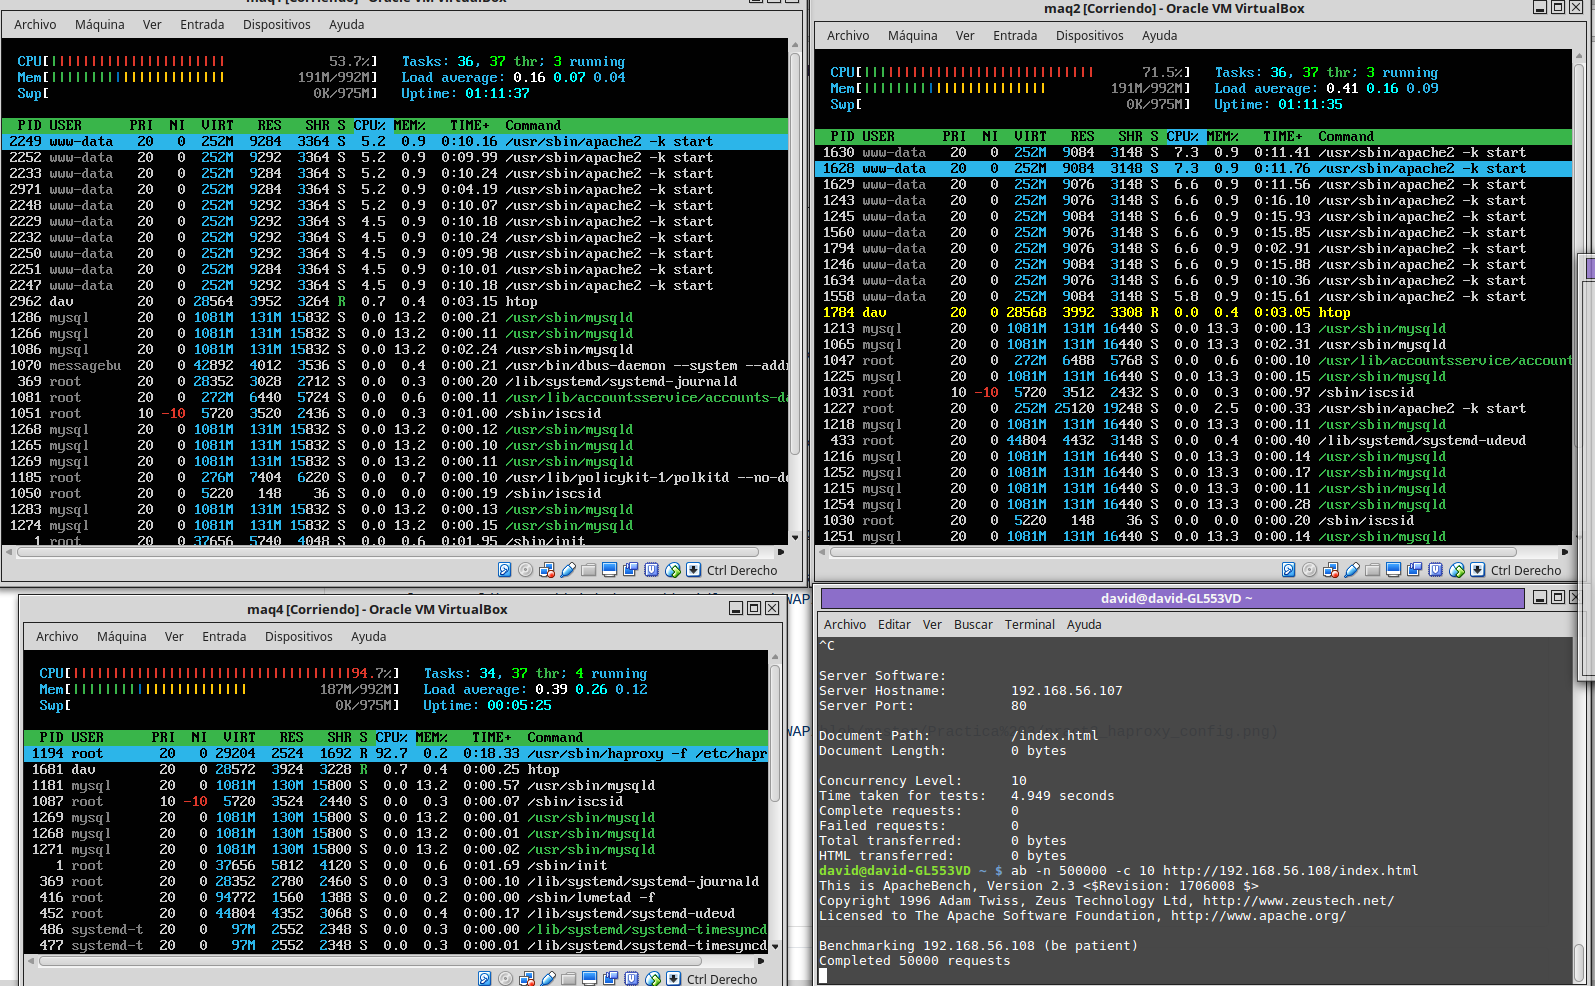 maq1 [Corriendo] - Oracle VM VirtualBox
Archivo Máquina Ver Entrada Dispositivos Ayuda
CPU[ 53.7%] Tasks: 36, 37 thr; 3 running
Mem[ 191M/992M] Load average: 0.16 0.07 0.04
Swp[ 0K/975M] Uptime: 01:11:37
PID USER PRI NI VIRT RES SHR S CPU% MEM% TIME+ Command
2249 www-data 20 0 252M 9284 3364 S 5.2 0.9 0:10.16 /usr/sbin/apache2 -k start
2252 www-data 20 0 252M 9292 3364 S 5.2 0.9 0:09.99 /usr/sbin/apache2 -k start
2233 www-data 20 0 252M 9284 3364 S 5.2 0.9 0:10.24 /usr/sbin/apache2 -k start
2971 www-data 20 0 252M 9284 3364 S 5.2 0.9 0:04.19 /usr/sbin/apache2 -k start
2248 www-data 20 0 252M 9284 3364 S 5.2 0.9 0:10.07 /usr/sbin/apache2 -k start
2229 www-data 20 0 252M 9292 3364 S 4.5 0.9 0:10.18 /usr/sbin/apache2 -k start
2232 www-data 20 0 252M 9292 3364 S 4.5 0.9 0:10.24 /usr/sbin/apache2 -k start
2250 www-data 20 0 252M 9292 3364 S 4.5 0.9 0:09.98 /usr/sbin/apache2 -k start
2251 www-data 20 0 252M 9284 3364 S 4.5 0.9 0:10.01 /usr/sbin/apache2 -k start
2247 www-data 20 0 252M 9292 3364 S 4.5 0.9 0:10.18 /usr/sbin/apache2 -k start
2962 dav 20 0 28564 3952 3264 R 0.7 0.4 0:03.15 htop
1286 mysql 20 0 1081M 131M 15832 S 0.0 13.2 0:00.21 /usr/sbin/mysqld
1266 mysql 20 0 1081M 131M 15832 S 0.0 13.2 0:00.11 /usr/sbin/mysqld
1086 mysql 20 0 1081M 131M 15832 S 0.0 13.2 0:02.24 /usr/sbin/mysqld
1070 messagebu 20 0 42892 4012 3536 S 0.0 0.4 0:00.21 /usr/bin/dbus-daemon --system --add
369 root 20 0 28352 3028 2712 S 0.0 0.3 0:00.20 /lib/systemd/systemd-journald
1081 root 20 0 272M 6440 5724 S 0.0 0.6 0:00.11 /usr/lib/accountsservice/accounts-d
1051 root 10 -10 5720 3520 2436 S 0.0 0.3 0:01.00 /sbin/iscsid
1268 mysql 20 0 1081M 131M 15832 S 0.0 13.2 0:00.12 /usr/sbin/mysqld
1265 mysql 20 0 1081M 131M 15832 S 0.0 13.2 0:00.10 /usr/sbin/mysqld
1269 mysql 20 0 1081M 131M 15832 S 0.0 13.2 0:00.11 /usr/sbin/mysqld
1185 root 20 0 276M 7404 6220 S 0.0 0.7 0:00.10 /usr/lib/policykit-1/polkitd --no-d
1050 root 20 0 5220 148 36 S 0.0 0.0 0:00.19 /sbin/iscsid
1283 mysql 20 0 1081M 131M 15832 S 0.0 13.2 0:00.13 /usr/sbin/mysqld
1274 mysql 20 0 1081M 131M 15832 S 0.0 13.2 0:00.15 /usr/sbin/mysqld
1 root 20 0 37656 5740 4048 S 0.0 0.6 0:01.95 /sbin/init
Ctrl Derecho
maq2 [Corriendo] - Oracle VM VirtualBox
Archivo Máquina Ver Entrada Dispositivos Ayuda
CPU[ 71.5%] Tasks: 36, 37 thr; 3 running
Mem[ 191M/992M] Load average: 0.41 0.16 0.09
Swp[ 0K/975M] Uptime: 01:11:35
PID USER PRI NI VIRT RES SHR S CPU% MEM% TIME+ Command
1630 www-data 20 0 252M 9084 3148 S 7.3 0.9 0:11.41 /usr/sbin/apache2 -k start
1628 www-data 20 0 252M 9084 3148 S 7.3 0.9 0:11.76 /usr/sbin/apache2 -k start
1629 www-data 20 0 252M 9076 3148 S 6.6 0.9 0:11.56 /usr/sbin/apache2 -k start
1243 www-data 20 0 252M 9076 3148 S 6.6 0.9 0:16.10 /usr/sbin/apache2 -k start
1245 www-data 20 0 252M 9084 3148 S 6.6 0.9 0:15.93 /usr/sbin/apache2 -k start
1560 www-data 20 0 252M 9076 3148 S 6.6 0.9 0:15.85 /usr/sbin/apache2 -k start
1794 www-data 20 0 252M 9076 3148 S 6.6 0.9 0:02.91 /usr/sbin/apache2 -k start
1246 www-data 20 0 252M 9084 3148 S 6.6 0.9 0:15.88 /usr/sbin/apache2 -k start
1634 www-data 20 0 252M 9076 3148 S 6.6 0.9 0:10.36 /usr/sbin/apache2 -k start
1558 www-data 20 0 252M 9084 3148 S 5.8 0.9 0:15.61 /usr/sbin/apache2 -k start
1784 dav 20 0 28568 3992 3308 R 0.0 0.4 0:03.05 htop
1213 mysql 20 0 1081M 131M 16440 S 0.0 13.3 0:00.13 /usr/sbin/mysqld
1065 mysql 20 0 1081M 131M 16440 S 0.0 13.3 0:02.31 /usr/sbin/mysqld
1047 root 20 0 272M 6488 5768 S 0.0 0.6 0:00.10 /usr/lib/accountsservice/account
1225 mysql 20 0 1081M 131M 16440 S 0.0 13.3 0:00.15 /usr/sbin/mysqld
1031 root 10 -10 5720 3512 2432 S 0.0 0.3 0:00.97 /sbin/iscsid
1227 root 20 0 252M 25120 19248 S 0.0 2.5 0:00.33 /usr/sbin/apache2 -k start
1218 mysql 20 0 1081M 131M 16440 S 0.0 13.3 0:00.11 /usr/sbin/mysqld
433 root 20 0 44804 4432 3148 S 0.0 0.4 0:00.40 /lib/systemd/systemd-udevd
1216 mysql 20 0 1081M 131M 16440 S 0.0 13.3 0:00.14 /usr/sbin/mysqld
1252 mysql 20 0 1081M 131M 16440 S 0.0 13.3 0:00.17 /usr/sbin/mysqld
1215 mysql 20 0 1081M 131M 16440 S 0.0 13.3 0:00.11 /usr/sbin/mysqld
1254 mysql 20 0 1081M 131M 16440 S 0.0 13.3 0:00.28 /usr/sbin/mysqld
1030 root 20 0 5220 148 36 S 0.0 0.0 0:00.20 /sbin/iscsid
1251 mysql 20 0 1081M 131M 16440 S 0.0 13.3 0:00.14 /usr/sbin/mysqld
Ctrl Derecho
maq4 [Corriendo] - Oracle VM VirtualBox
Archivo Máquina Ver Entrada Dispositivos Ayuda
CPU[ 94.7%] Tasks: 34, 37 thr; 4 running
Mem[ 187M/992M] Load average: 0.39 0.26 0.12
Swp[ 0K/975M] Uptime: 00:05:25
PID USER PRI NI VIRT RES SHR S CPU% MEM% TIME+ Command
1194 root 20 0 29204 2524 1692 R 92.7 0.2 0:18.33 /usr/sbin/haproxy -f /etc/hapr
1681 dav 20 0 28572 3924 3228 R 0.7 0.4 0:00.25 htop
1181 mysql 20 0 1081M 130M 15800 S 0.0 13.2 0:00.57 /usr/sbin/mysqld
1087 root 10 -10 5720 3524 2440 S 0.0 0.3 0:00.07 /sbin/iscsid
1269 mysql 20 0 1081M 130M 15800 S 0.0 13.2 0:00.01 /usr/sbin/mysqld
1268 mysql 20 0 1081M 130M 15800 S 0.0 13.2 0:00.01 /usr/sbin/mysqld
1271 mysql 20 0 1081M 130M 15800 S 0.0 13.2 0:00.02 /usr/sbin/mysqld
1 root 20 0 37656 5812 4120 S 0.0 0.6 0:01.69 /sbin/init
369 root 20 0 28352 2780 2460 S 0.0 0.3 0:00.10 /lib/systemd/systemd-journald
416 root 20 0 94772 1560 1388 S 0.0 0.2 0:00.00 /sbin/lvmetad -f
452 root 20 0 44804 4352 3068 S 0.0 0.4 0:00.17 /lib/systemd/systemd-udevd
486 systemd-t 20 0 97M 2552 2348 S 0.0 0.3 0:00.00 /lib/systemd/systemd-timesyncd
477 systemd-t 20 0 97M 2552 2348 S 0.0 0.3 0:00.01 /lib/systemd/systemd-timesyncd
Ctrl Derecho
WAP
WAP
david@david-GL553VD ~
Archivo Editar Ver Buscar Terminal Ayuda
^C
Server Software:
Server Hostname: 192.168.56.107
Server Port: 80
Document Path: /index.html
Document Length: 0 bytes
Concurrency Level: 10
Time taken for tests: 4.949 seconds
Complete requests: 0
Failed requests: 0
Total transferred: 0 bytes
HTML transferred: 0 bytes
david@david-GL553VD ~ $ ab -n 500000 -c 10 http://192.168.56.108/index.html
This is ApacheBench, Version 2.3 <$Revision: 1706008 $>
Copyright 1996 Adam Twiss, Zeus Technology Ltd, http://www.zeustech.net/
Licensed to The Apache Software Foundation, http://www.apache.org/
Benchmarking 192.168.56.108 (be patient)
Completed 50000 requests